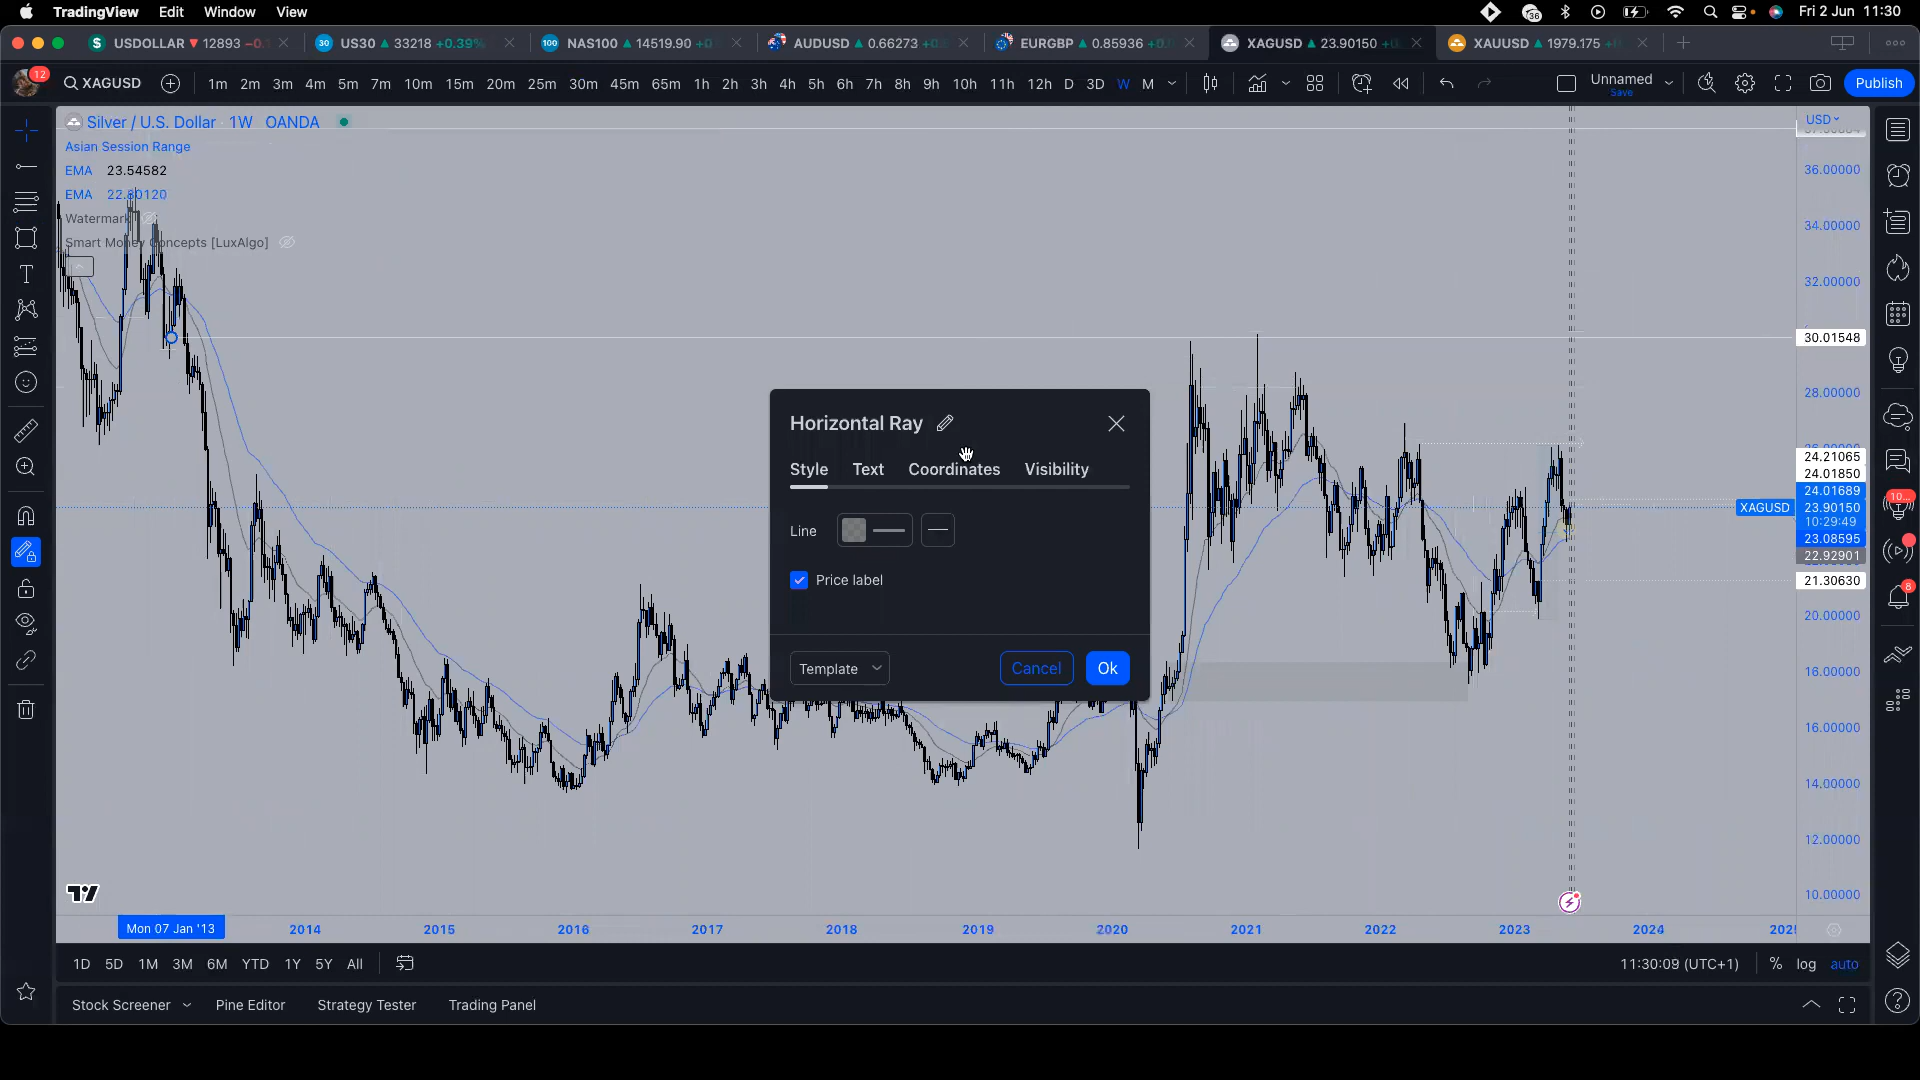 TradingView Edit Window View
36
Fri 2 Jun 11:30
USDOLLAR ▼ 12893
US30 ▲ 33218 +0.39%
NAS100 ▲ 14519.90
AUDUSD ▲ 0.66273
EURGBP ▲ 0.85936
XAGUSD ▲ 23.90150
XAUUSD ▲ 1979.175
12
XAGUSD
1m 2m 3m 4m 5m 7m 10m 15m 20m 25m 30m 45m 65m 1h 2h 3h 4h 5h 6h 7h 8h 9h 10h 11h 12h D 3D W M
Unnamed
Save
Publish
Silver / U.S. Dollar · 1W OANDA
Asian Session Range
EMA 23.54582
EMA 22.80120
Watermark
Smart Money Concepts [LuxAlgo]
USD
36.00000
34.00000
32.00000
30.01548
28.00000
24.21065
24.01850
24.01689
XAGUSD 23.90150
10:29:49
23.08595
22.92901
21.30630
20.00000
18.00000
16.00000
14.00000
12.00000
10.00000
Horizontal Ray
Style Text Coordinates Visibility
Line
Price label
Template
Cancel
Ok
10...
8
Mon 07 Jan '13
2014 2015 2016 2017 2018 2019 2020 2021 2022 2023 2024
1D 5D 1M 3M 6M YTD 1Y 5Y All
11:30:09 (UTC+1) % log auto
Stock Screener Pine Editor Strategy Tester Trading Panel